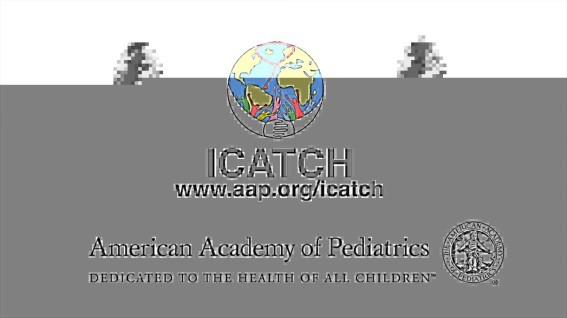 ICATCH
www.aap.org/icatch
American Academy of Pediatrics
DEDICATED TO THE HEALTH OF ALL CHILDREN™